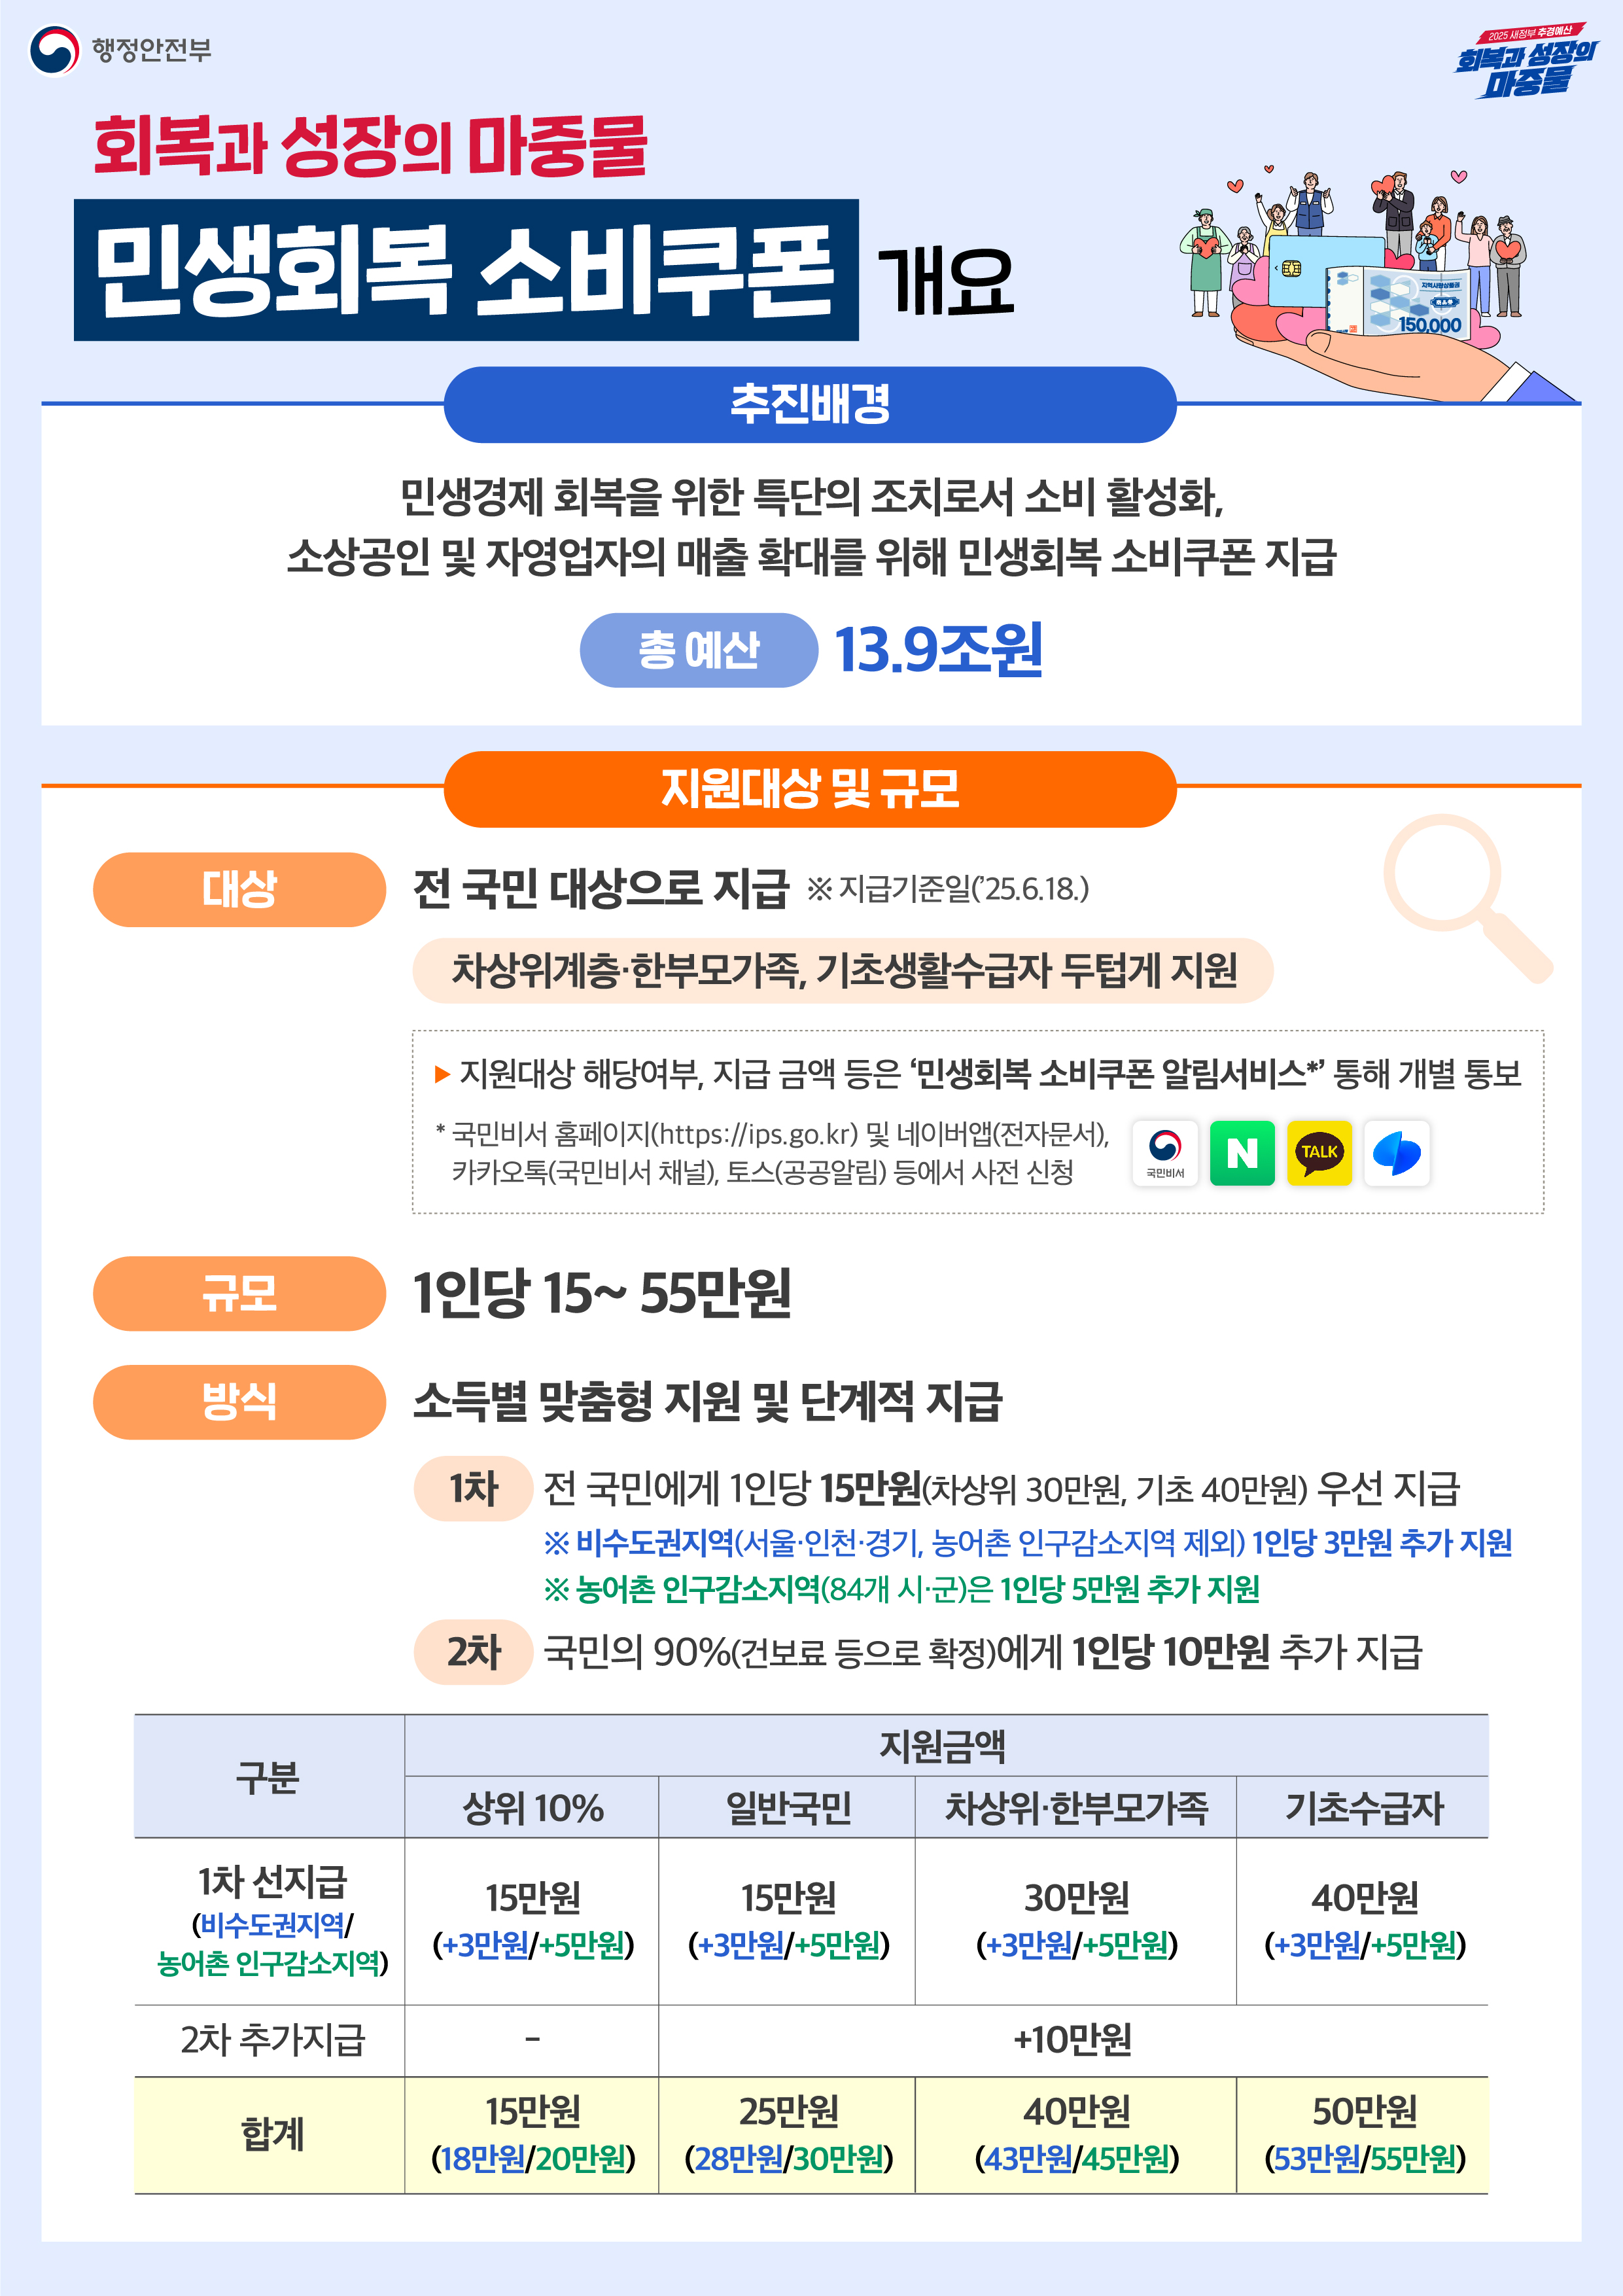 행정안전부
2025 새정부 추경예산
회복과 성장의
마중물
회복과 성장의 마중물
민생회복 소비쿠폰 개요
지역사랑상품권
150,000
추진배경
민생경제 회복을 위한 특단의 조치로서 소비 활성화,
소상공인 및 자영업자의 매출 확대를 위해 민생회복 소비쿠폰 지급
총 예산 13.9조원
지원대상 및 규모
대상 전 국민 대상으로 지급 ※ 지급기준일('25.6.18.)
차상위계층·한부모가족, 기초생활수급자 두텁게 지원
▶ 지원대상 해당여부, 지급 금액 등은 ‘민생회복 소비쿠폰 알림서비스*’ 통해 개별 통보
* 국민비서 홈페이지(https://ips.go.kr) 및 네이버앱(전자문서),
카카오톡(국민비서 채널), 토스(공공알림) 등에서 사전 신청
국민비서
N
TALK
규모 1인당 15~ 55만원
방식 소득별 맞춤형 지원 및 단계적 지급
1차 전 국민에게 1인당 15만원(차상위 30만원, 기초 40만원) 우선 지급
※ 비수도권지역(서울·인천·경기, 농어촌 인구감소지역 제외) 1인당 3만원 추가 지원
※ 농어촌 인구감소지역(84개 시·군)은 1인당 5만원 추가 지원
2차 국민의 90%(건보료 등으로 확정)에게 1인당 10만원 추가 지급
구분 지원금액
상위 10% 일반국민 차상위·한부모가족 기초수급자
1차 선지급
(비수도권지역/
농어촌 인구감소지역)
15만원 15만원 30만원 40만원
(+3만원/+5만원) (+3만원/+5만원) (+3만원/+5만원) (+3만원/+5만원)
2차 추가지급 - +10만원
합계
15만원 25만원 40만원 50만원
(18만원/20만원) (28만원/30만원) (43만원/45만원) (53만원/55만원)